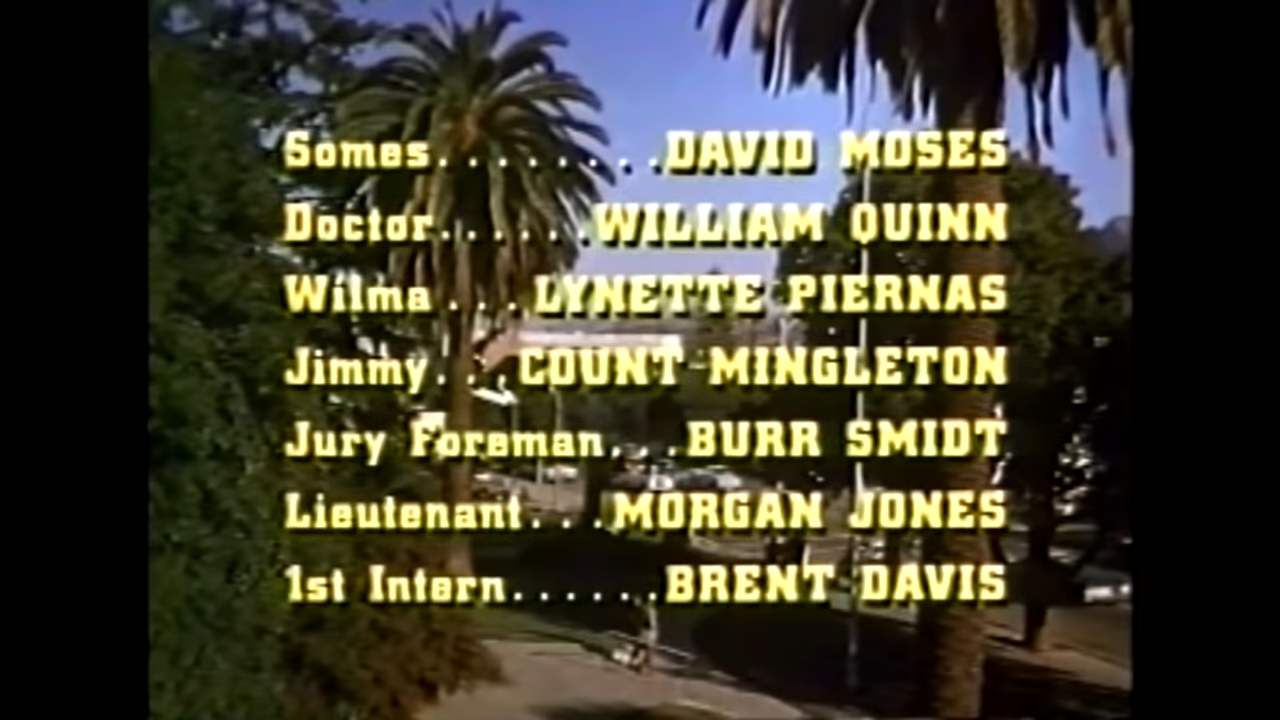 Somes.........DAVID MOSES
Doctor......WILLIAM QUINN
Wilma...LYNETTE PIERNAS
Jimmy...COUNT MINGLETON
Jury Foreman...BURR SMIDT
Lieutenant...MORGAN JONES
1st Intern......BRENT DAVIS